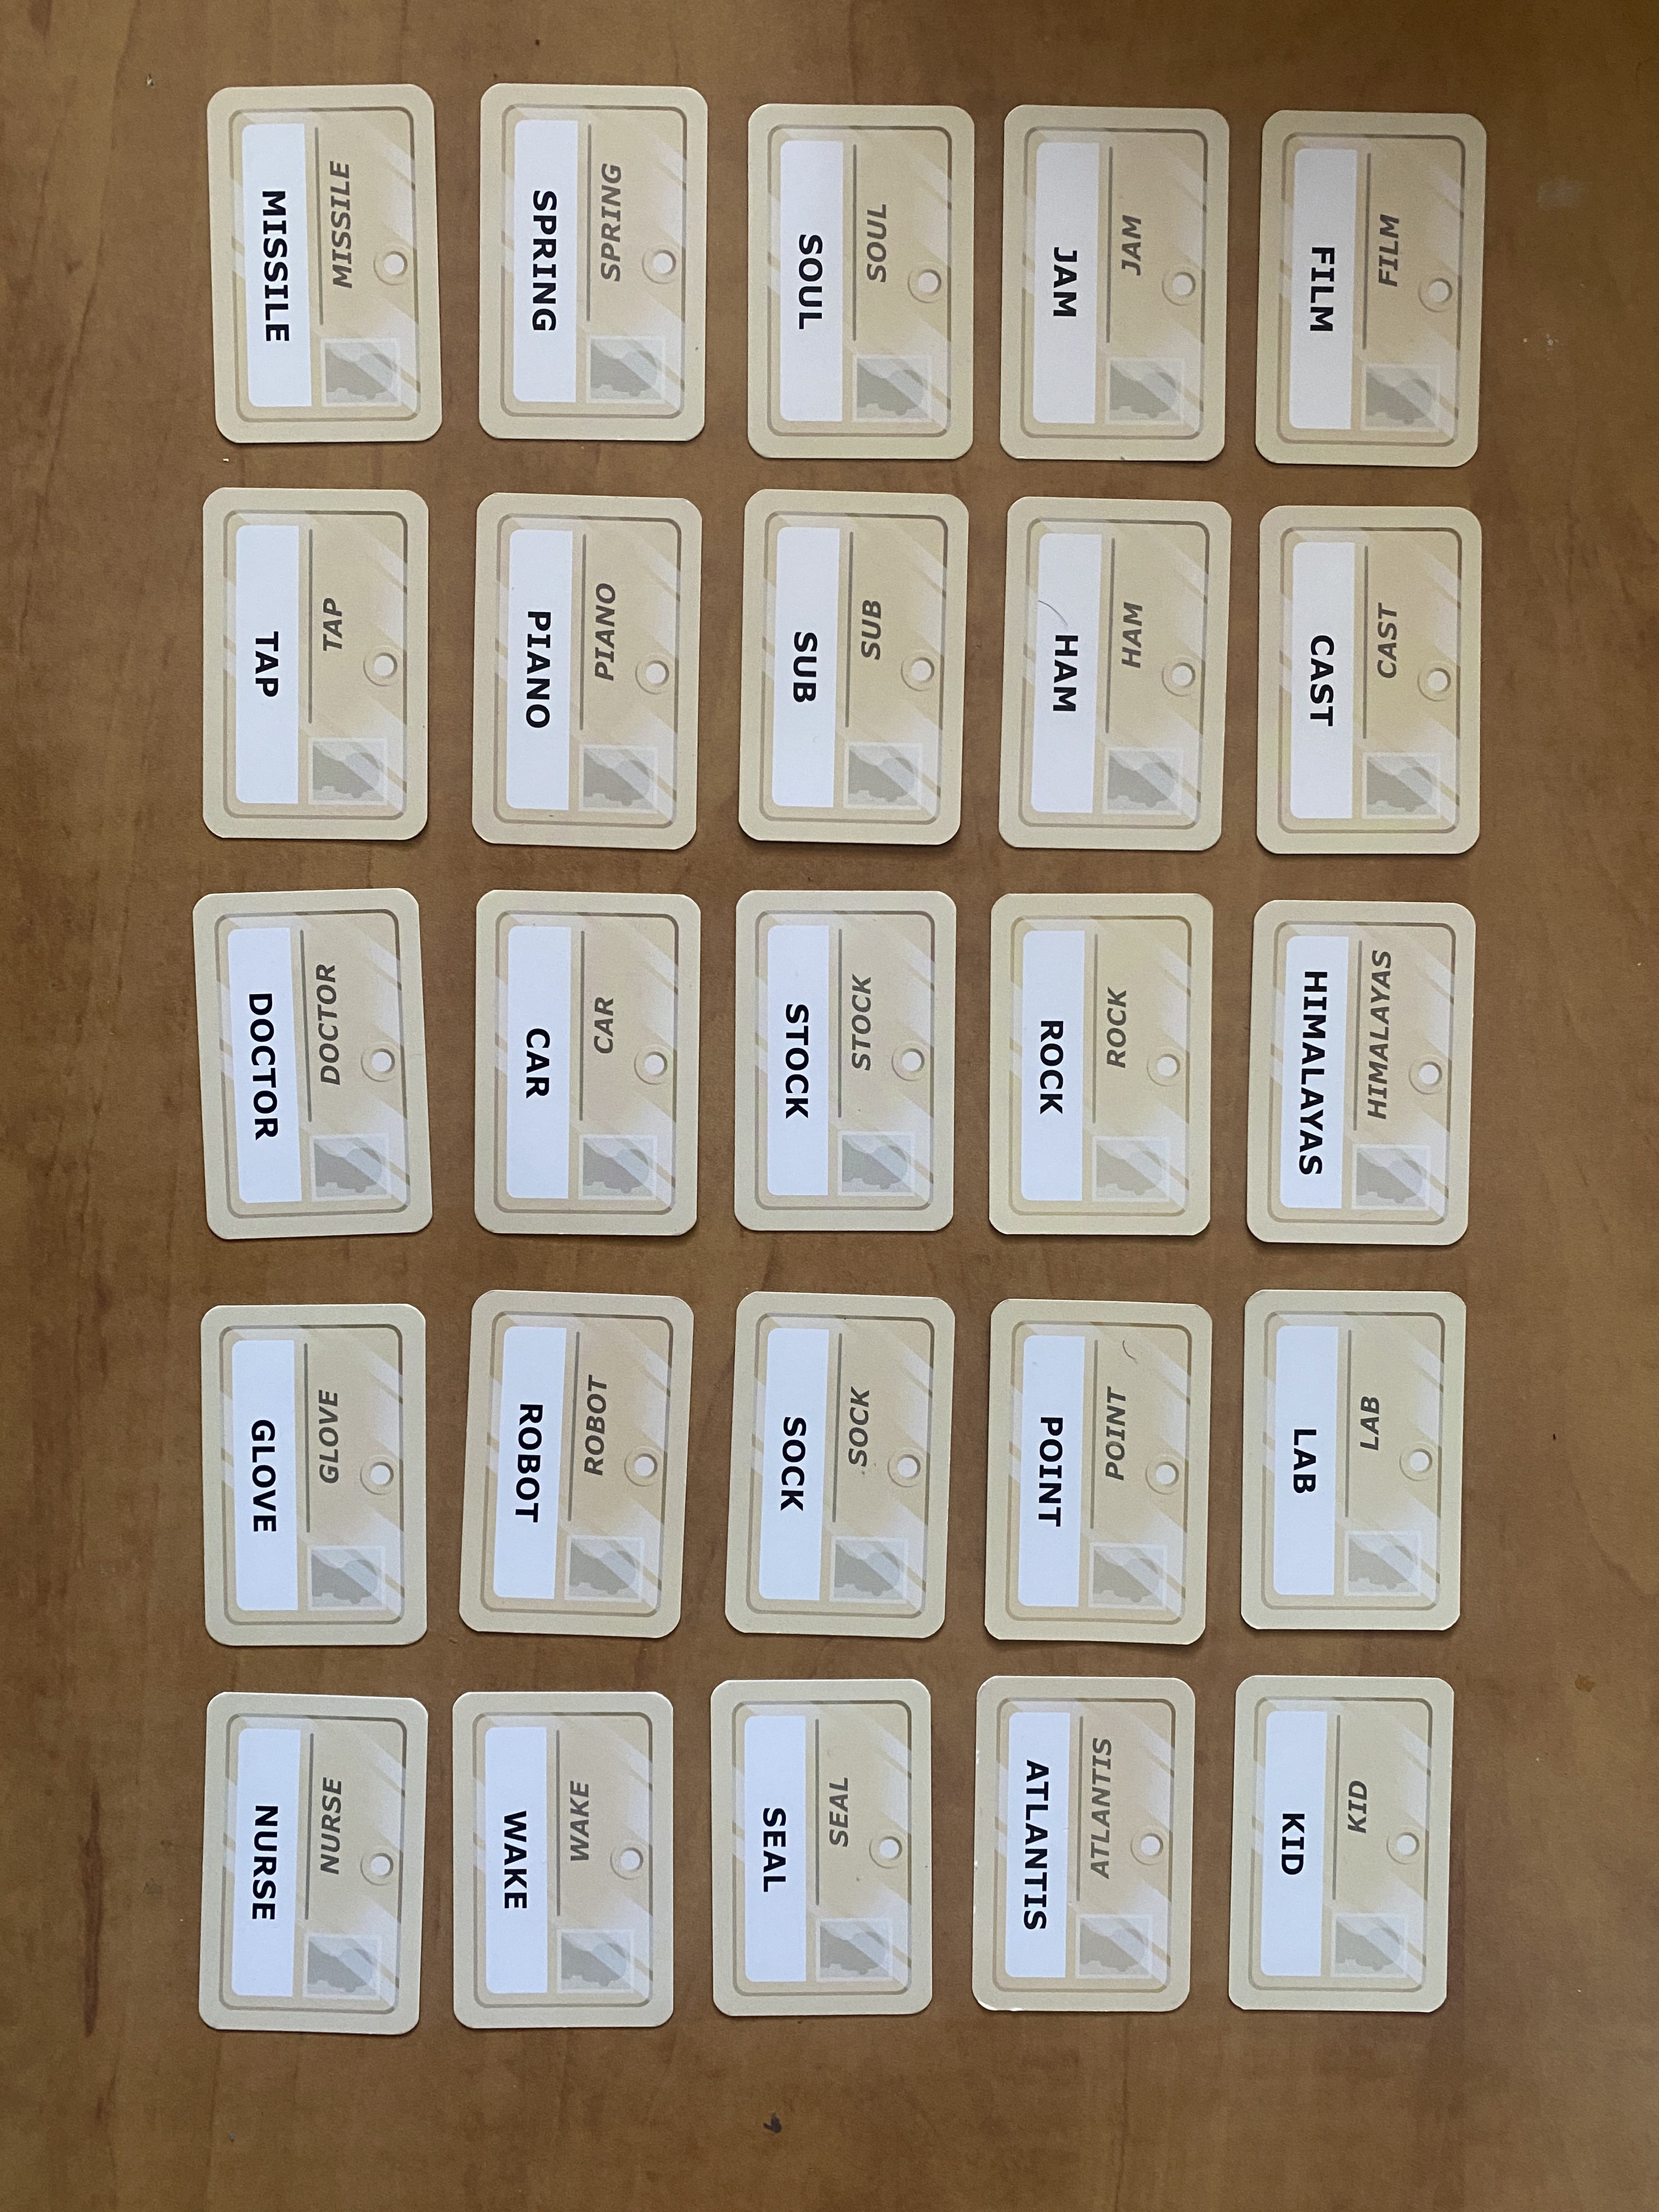 FILM
FILM
CAST
CAST
HIMALAYAS
HIMALAYAS
LAB
LAB
KID
KID
JAM
JAM
HAM
HAM
ROCK
ROCK
POINT
POINT
ATLANTIS
ATLANTIS
SOUL
SOUL
SUB
SUB
STOCK
STOCK
SOCK
SOCK
SEAL
SEAL
SPRING
SPRING
PIANO
PIANO
CAR
CAR
ROBOT
ROBOT
WAKE
WAKE
MISSILE
MISSILE
TAP
TAP
DOCTOR
DOCTOR
GLOVE
GLOVE
NURSE
NURSE